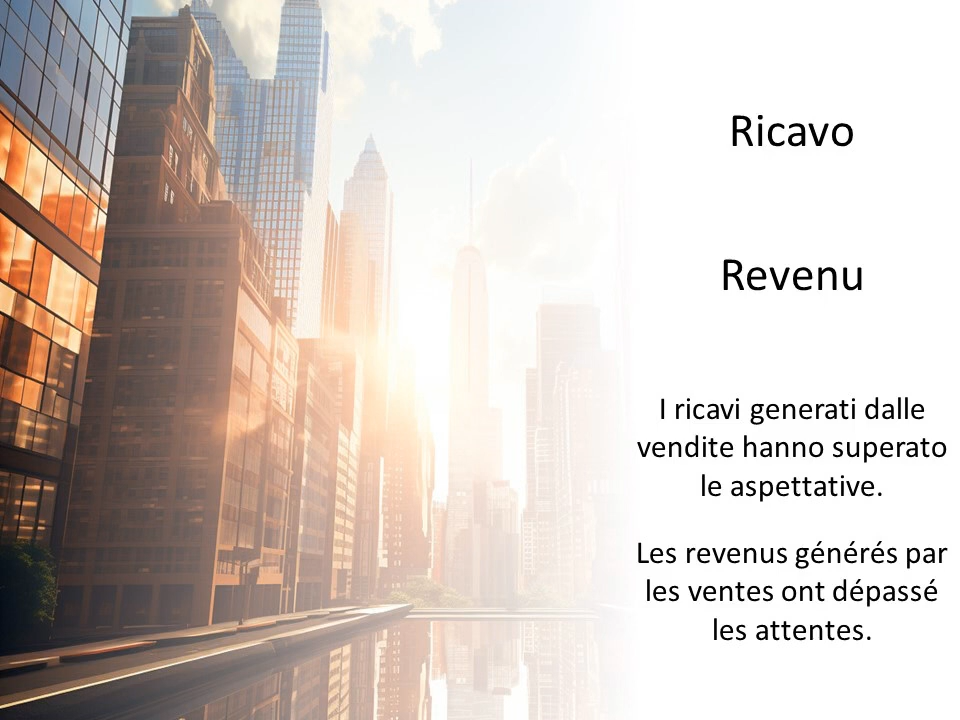 Ricavo
Revenu
I ricavi generati dalle
vendite hanno superato
le aspettative.
Les revenus générés par
les ventes ont dépassé
les attentes.